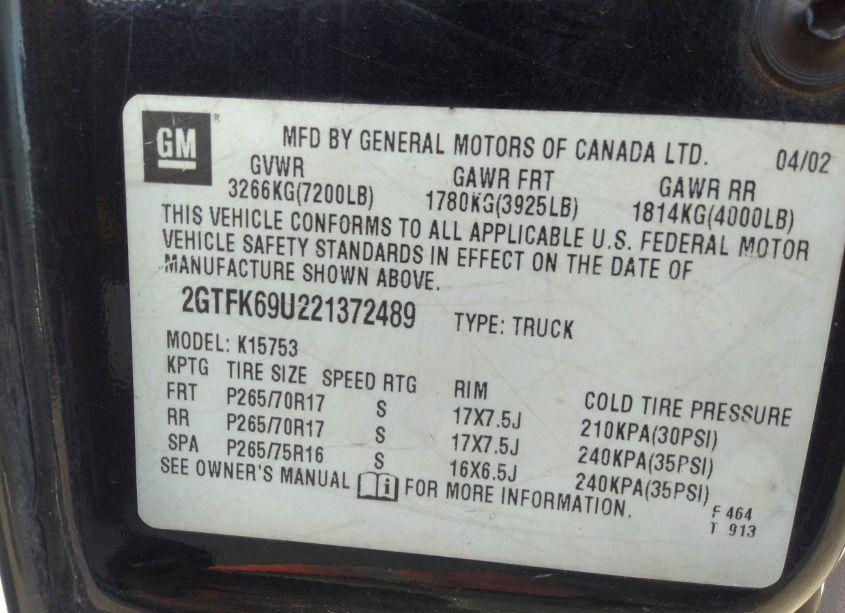 GM
MFD BY GENERAL MOTORS OF CANADA LTD. 04/02
GVWR GAWR FRT GAWR RR
3266KG(7200LB) 1780KG(3925LB) 1814KG(4000LB)
THIS VEHICLE CONFORMS TO ALL APPLICABLE U.S. FEDERAL MOTOR
VEHICLE SAFETY STANDARDS IN EFFECT ON THE DATE OF
MANUFACTURE SHOWN ABOVE.
2GTFK69U221372489 TYPE: TRUCK
MODEL: K15753
KPTG TIRE SIZE SPEED RTG RIM COLD TIRE PRESSURE
FRT P265/70R17 S 17X7.5J 210KPA(30PSI)
RR P265/70R17 S 17X7.5J 240KPA(35PSI)
SPA P265/75R16 S 16X6.5J 240KPA(35PSI)
SEE OWNER'S MANUAL i FOR MORE INFORMATION.
F 464
T 913